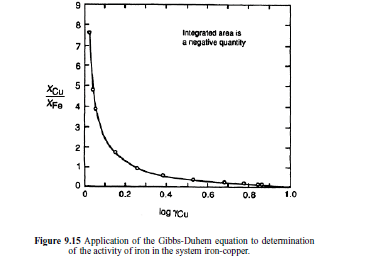 9
8
Integrated area is
a negative quantity
7
6
5
X_Cu
X_Fe
4
3
2
1
0
0 0.2 0.4 0.6 0.8 1.0
log γCu
Figure 9.15 Application of the Gibbs-Duhem equation to determination
of the activity of iron in the system iron-copper.